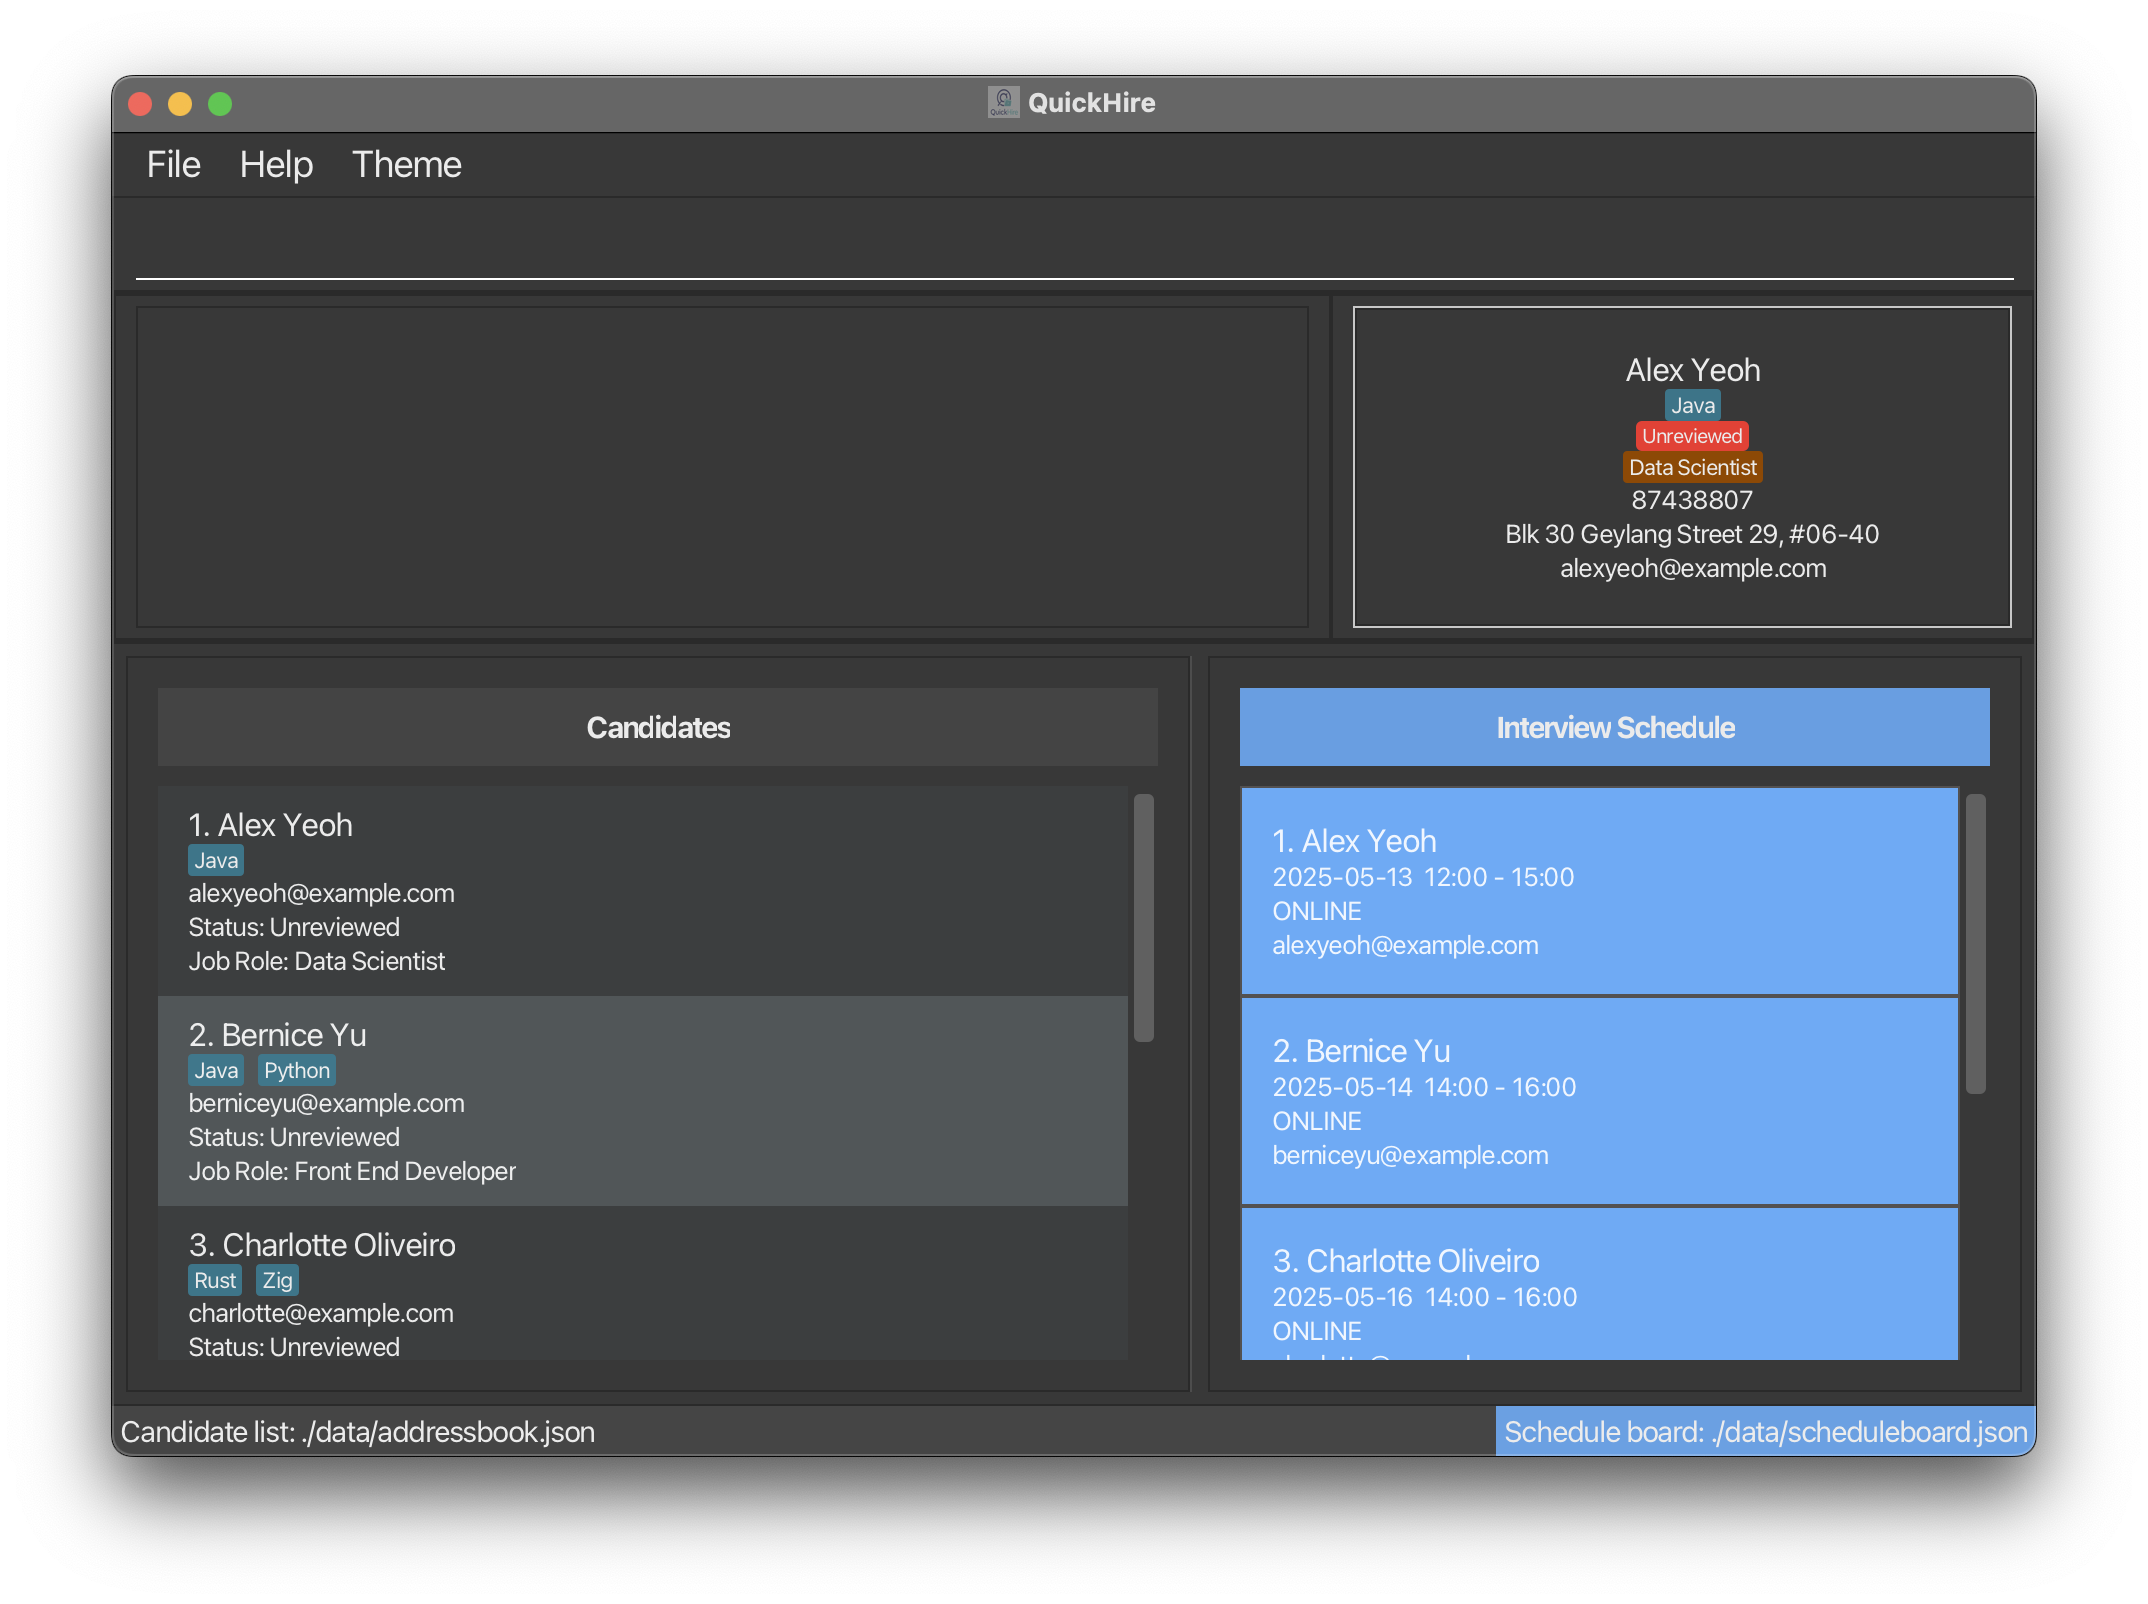 QuickHire
File Help Theme
Alex Yeoh
Java
Unreviewed
Data Scientist
87438807
Blk 30 Geylang Street 29, #06-40
alexyeoh@example.com
Candidates
1. Alex Yeoh
Java
alexyeoh@example.com
Status: Unreviewed
Job Role: Data Scientist
2. Bernice Yu
Java Python
berniceyu@example.com
Status: Unreviewed
Job Role: Front End Developer
3. Charlotte Oliveiro
Rust Zig
charlotte@example.com
Status: Unreviewed
Interview Schedule
1. Alex Yeoh
2025-05-13 12:00 - 15:00
ONLINE
alexyeoh@example.com
2. Bernice Yu
2025-05-14 14:00 - 16:00
ONLINE
berniceyu@example.com
3. Charlotte Oliveiro
2025-05-16 14:00 - 16:00
ONLINE
Candidate list: ./data/addressbook.json
Schedule board: ./data/scheduleboard.json